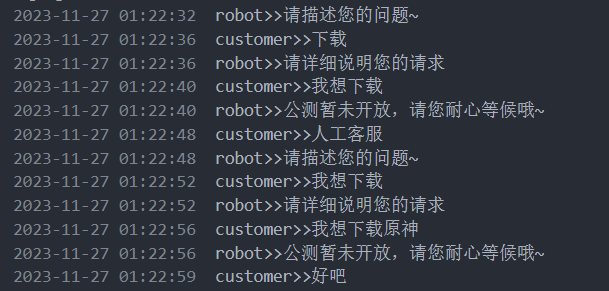 2023-11-27 01:22:32 robot>>请描述您的问题~
2023-11-27 01:22:36 customer>>下载
2023-11-27 01:22:36 robot>>请详细说明您的请求
2023-11-27 01:22:40 customer>>我想下载
2023-11-27 01:22:40 robot>>公测暂未开放，请您耐心等候哦~
2023-11-27 01:22:48 customer>>人工客服
2023-11-27 01:22:48 robot>>请描述您的问题~
2023-11-27 01:22:52 customer>>我想下载
2023-11-27 01:22:52 robot>>请详细说明您的请求
2023-11-27 01:22:56 customer>>我想下载原神
2023-11-27 01:22:56 robot>>公测暂未开放，请您耐心等候哦~
2023-11-27 01:22:59 customer>>好吧